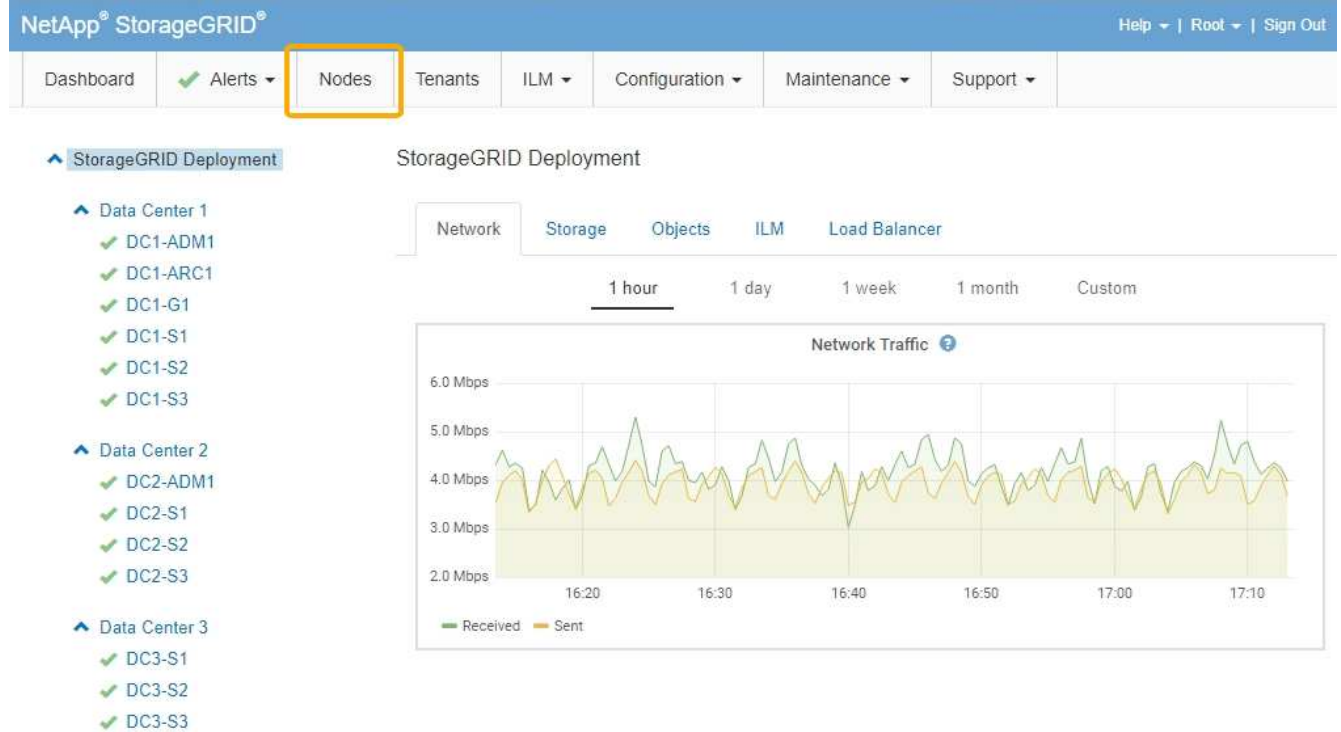 NetApp® StorageGRID®
Help | Root | Sign Out
Dashboard Alerts Nodes Tenants ILM Configuration Maintenance Support
StorageGRID Deployment
Data Center 1
DC1-ADM1
DC1-ARC1
DC1-G1
DC1-S1
DC1-S2
DC1-S3
Data Center 2
DC2-ADM1
DC2-S1
DC2-S2
DC2-S3
Data Center 3
DC3-S1
DC3-S2
DC3-S3
StorageGRID Deployment
Network Storage Objects ILM Load Balancer
1 hour 1 day 1 week 1 month Custom
Network Traffic ?
6.0 Mbps
5.0 Mbps
4.0 Mbps
3.0 Mbps
2.0 Mbps
16:20 16:30 16:40 16:50 17:00 17:10
Received Sent